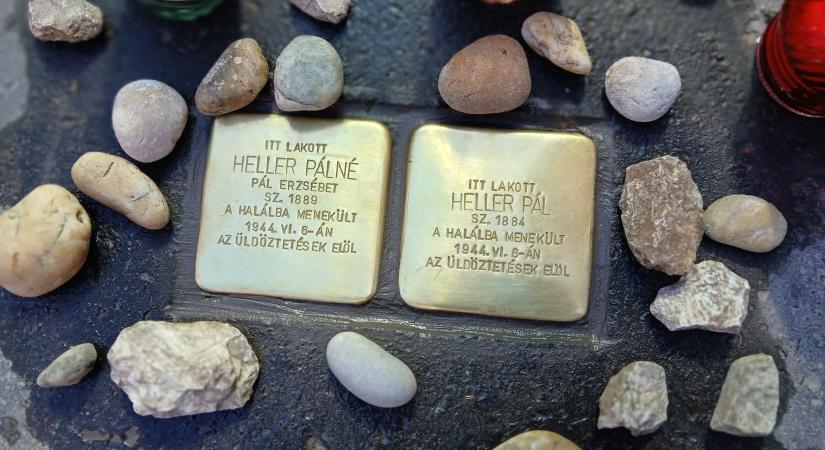 ITT LAKOTT
HELLER PÁLNÉ
PÁL ERZSÉBET
SZ. 1889
A HALÁLBA MENEKÜLT
1944. VI. 6-ÁN
AZ ÜLDÖZTETÉSEK ELŐL
ITT LAKOTT
HELLER PÁL
SZ. 1884
A HALÁLBA MENEKÜLT
1944. VI. 6-ÁN
AZ ÜLDÖZTETÉSEK ELŐL